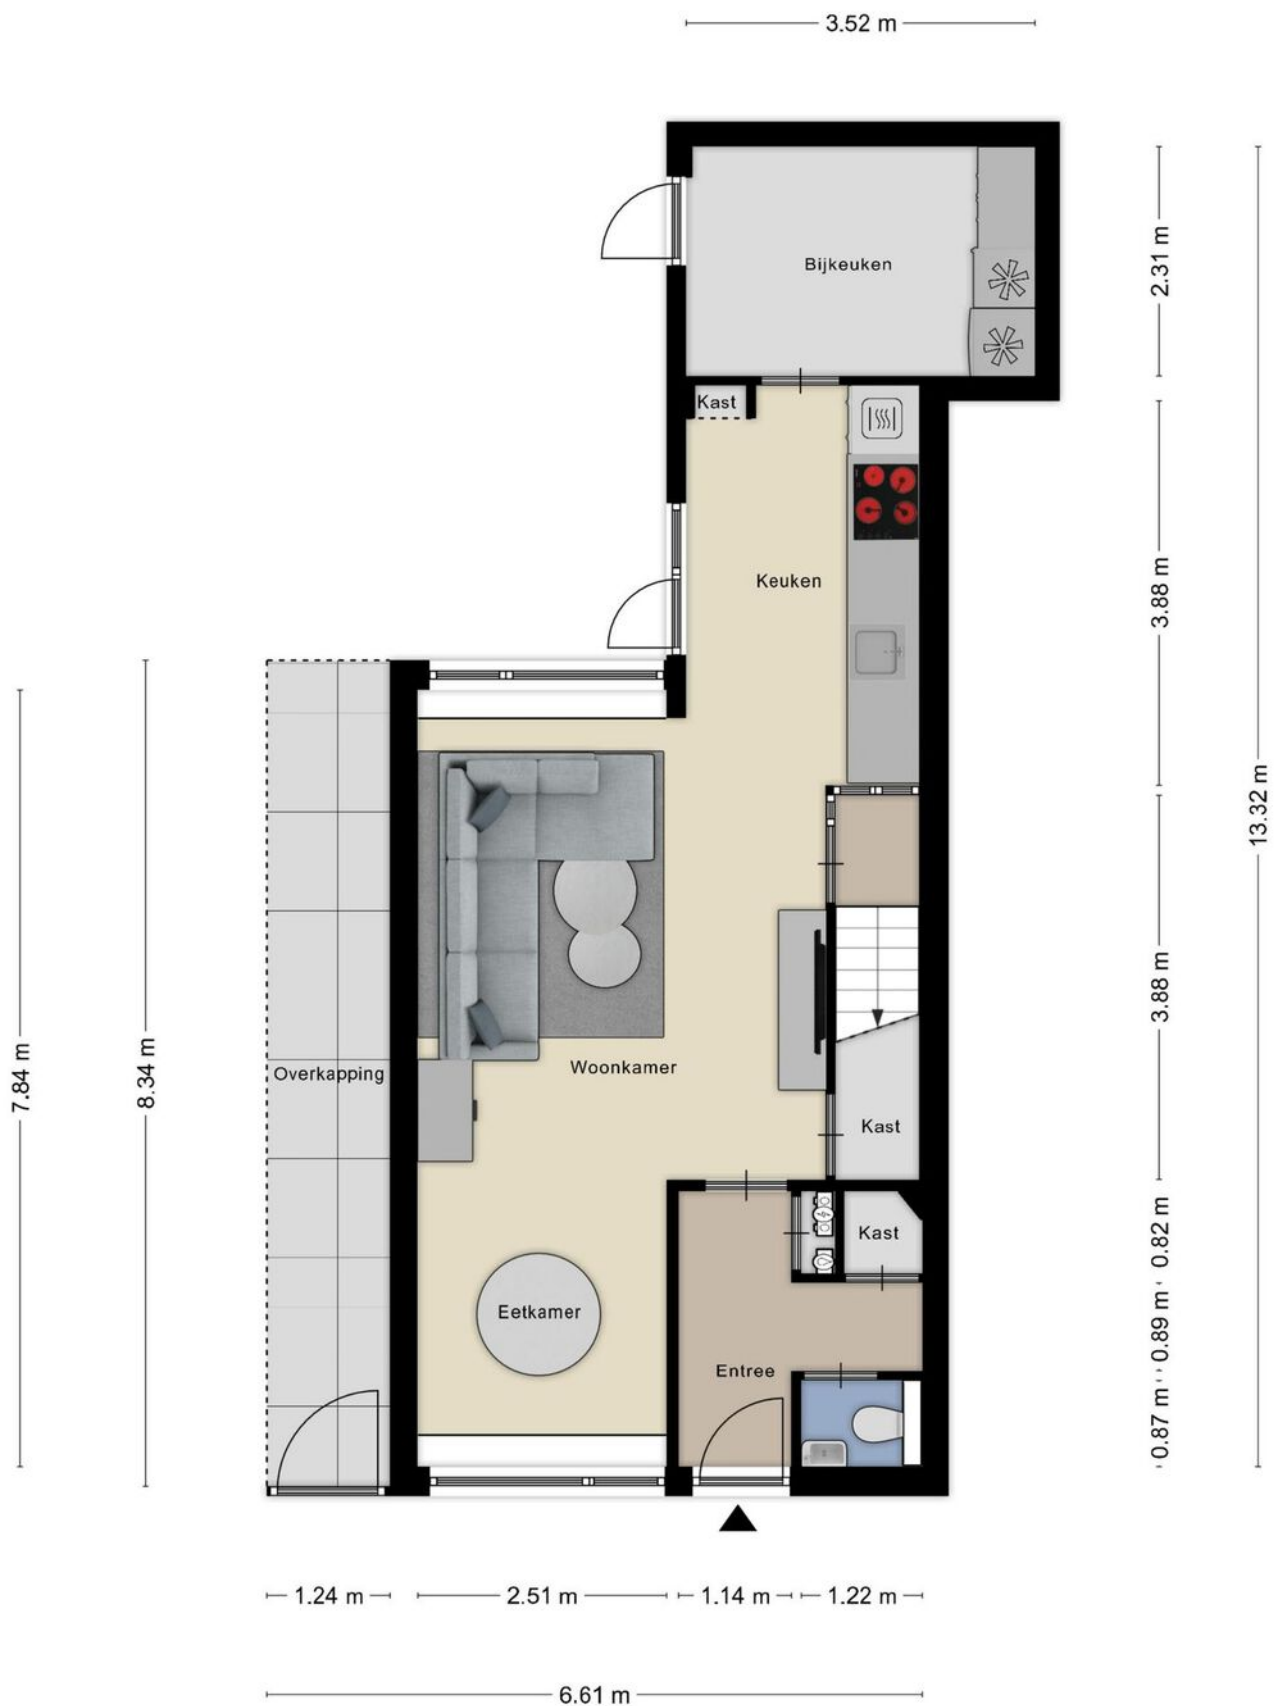 3.52 m
2.31 m
Bijkeuken
Kast
Keuken
3.88 m
13.32 m
7.84 m
8.34 m
Overkapping
Woonkamer
3.88 m
Kast
Kast
0.82 m
Eetkamer
Entree
0.89 m
0.87 m
1.24 m
2.51 m
1.14 m
1.22 m
6.61 m